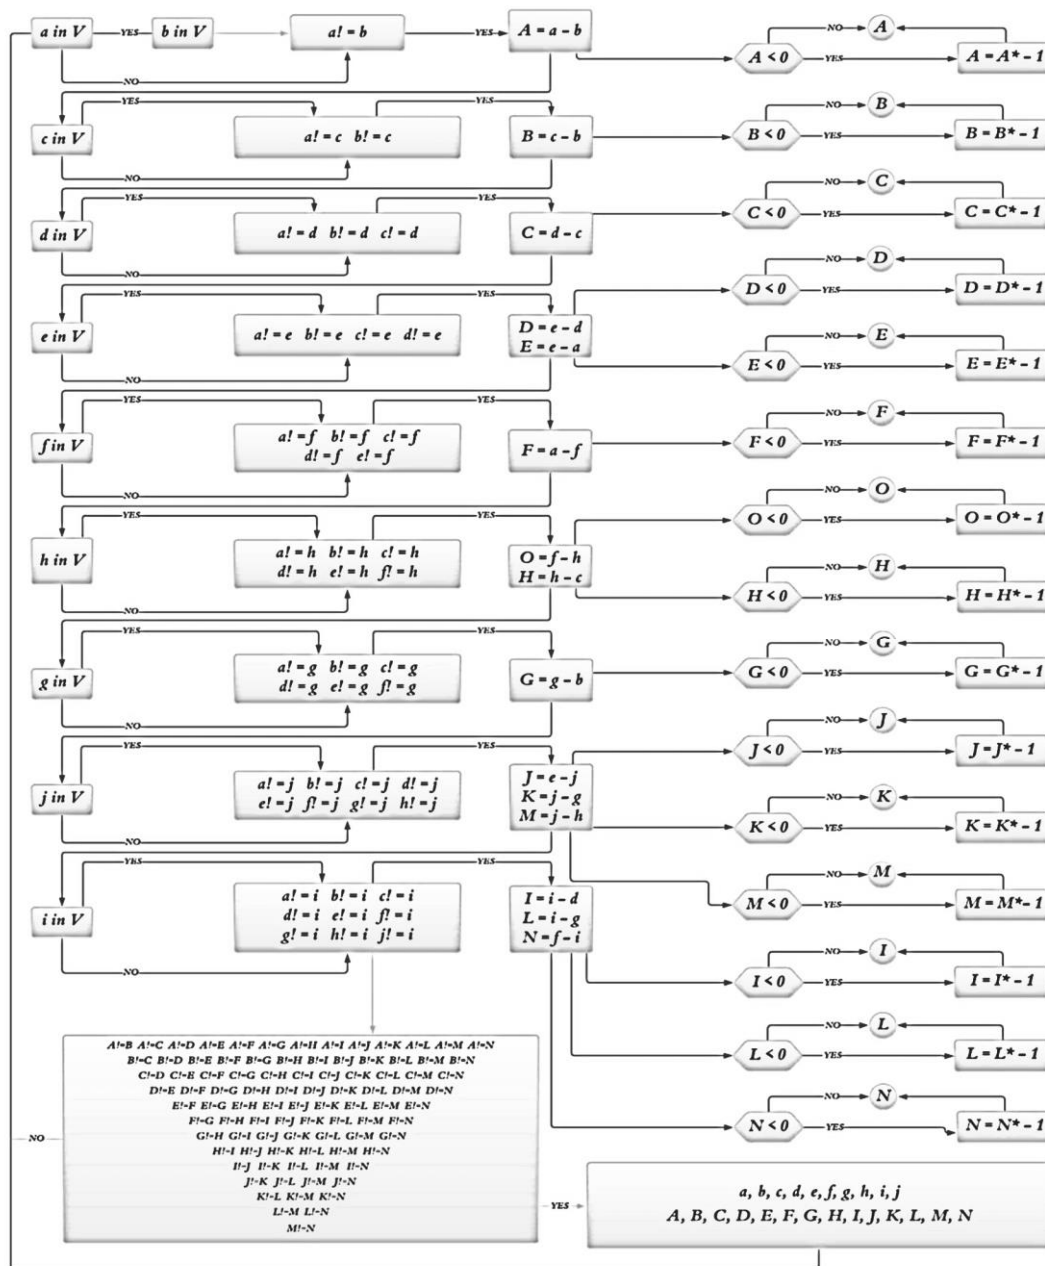 a in V YES b in V a! = b YES A = a - b
NO A
A < 0 YES A = A* - 1
NO
YES YES
c in V a! = c b! = c B = c - b
NO B
B < 0 YES B = B* - 1
NO
YES YES
d in V a! = d b! = d c! = d C = d - c
NO C
C < 0 YES C = C* - 1
NO
NO D
D < 0 YES D = D* - 1
YES YES
e in V a! = e b! = e c! = e d! = e
D = e - d
E = e - a
NO E
E < 0 YES E = E* - 1
NO
YES YES
f in V
a! = f b! = f c! = f
d! = f e! = f
F = a - f
NO F
F < 0 YES F = F* - 1
NO
NO O
O < 0 YES O = O* - 1
YES YES
h in V
a! = h b! = h c! = h
d! = h e! = h f! = h
O = f - h
H = h - c
NO H
H < 0 YES H = H* - 1
NO
YES YES
g in V
a! = g b! = g c! = g
d! = g e! = g f! = g
G = g - b
NO G
G < 0 YES G = G* - 1
NO
NO J
J < 0 YES J = J* - 1
YES YES
j in V
a! = j b! = j c! = j d! = j
e! = j f! = j g! = j h! = j
J = e - j
K = j - g
M = j - h
NO K
K < 0 YES K = K* - 1
NO
NO M
M < 0 YES M = M* - 1
YES YES
i in V
a! = i b! = i c! = i
d! = i e! = i f! = i
g! = i h! = i j! = i
I = i - d
L = i - g
N = f - i
NO I
I < 0 YES I = I* - 1
NO
NO L
L < 0 YES L = L* - 1
NO N
N < 0 YES N = N* - 1
A!=B A!=C A!=D A!=E A!=F A!=G A!=H A!=I A!=J A!=K A!=L A!=M A!=N
B!=C B!=D B!=E B!=F B!=G B!=H B!=I B!=J B!=K B!=L B!=M B!=N
C!=D C!=E C!=F C!=G C!=H C!=I C!=J C!=K C!=L C!=M C!=N
D!=E D!=F D!=G D!=H D!=I D!=J D!=K D!=L D!=M D!=N
E!=F E!=G E!=H E!=I E!=J E!=K E!=L E!=M E!=N
F!=G F!=H F!=I F!=J F!=K F!=L F!=M F!=N
G!=H G!=I G!=J G!=K G!=L G!=M G!=N
H!=I H!=J H!=K H!=L H!=M H!=N
I!=J I!=K I!=L I!=M I!=N
J!=K J!=L J!=M J!=N
K!=L K!=M K!=N
L!=M L!=N
M!=N
NO
YES
a, b, c, d, e, f, g, h, i, j
A, B, C, D, E, F, G, H, I, J, K, L, M, N